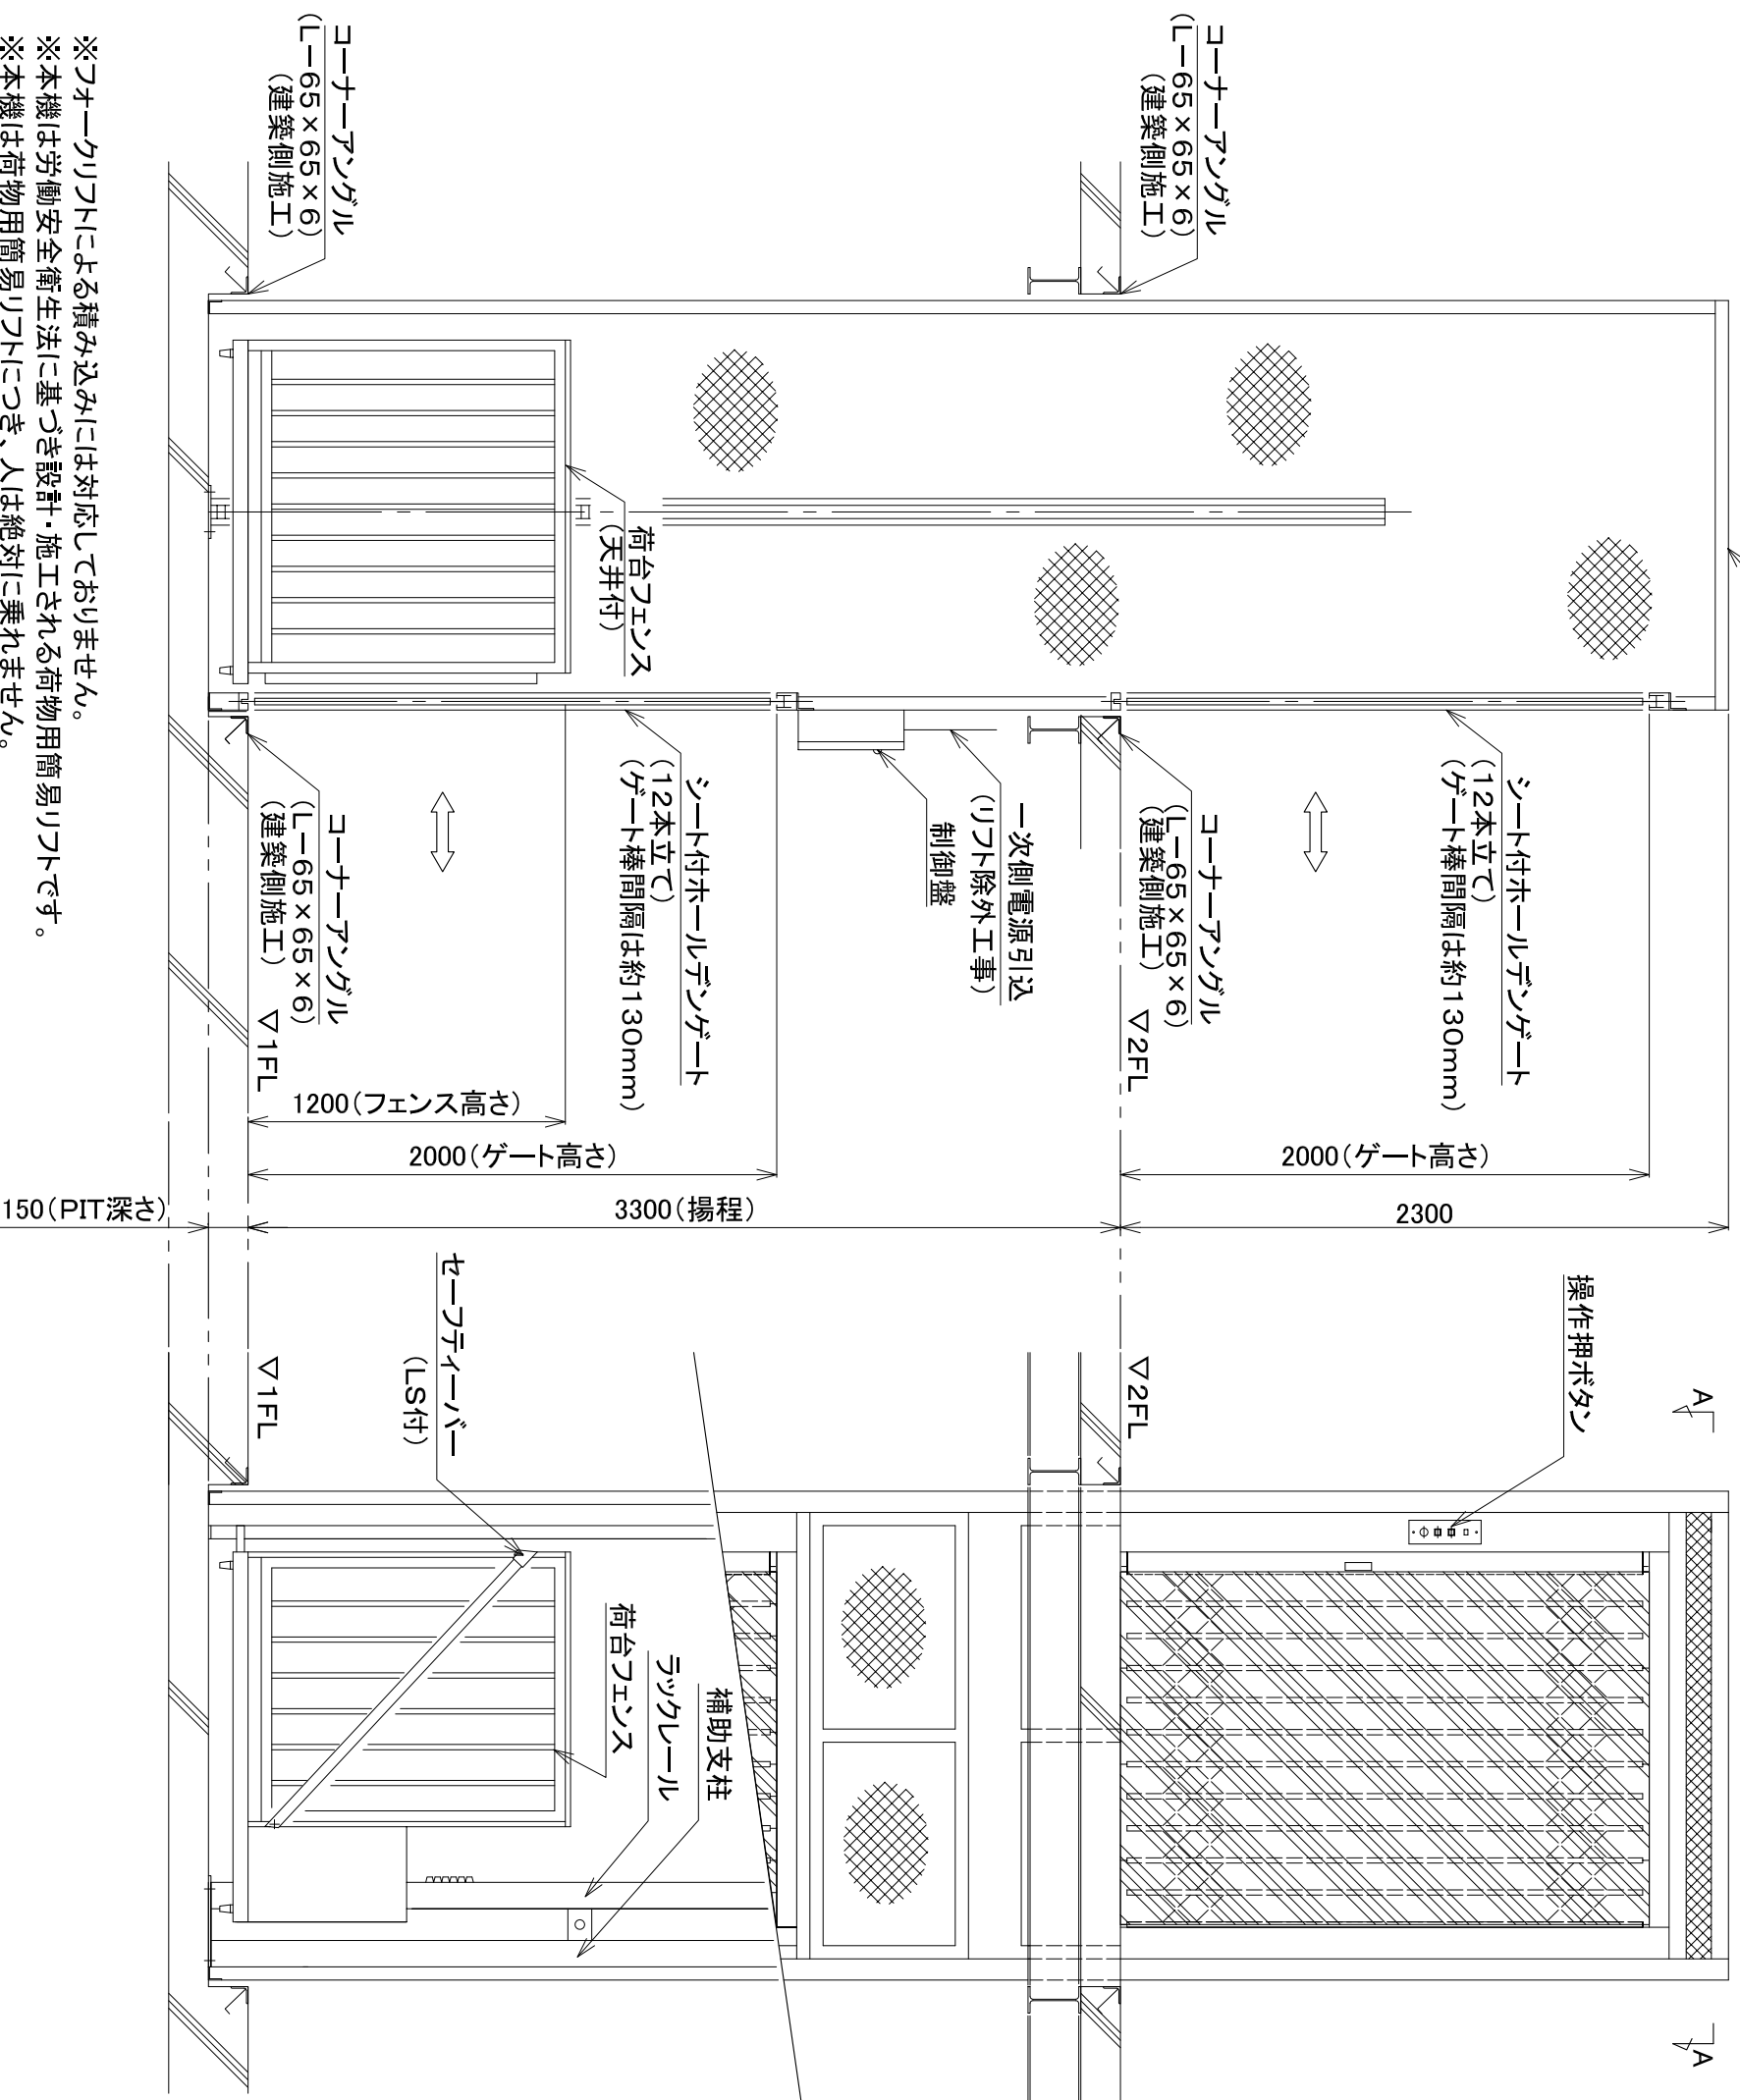 操作押ボタン
A
A
シート付ホールデンゲート
(12本立て)
(ゲート棒間隔は約130mm)
2000(ゲート高さ)
2300
コーナーアングル
(L-65×65×6)
(建築側施工)
コーナーアングル
(L-65×65×6)
(建築側施工)
▽2FL
▽2FL
一次側電源引込
(リフト除外工事)
制御盤
3300(揚程)
シート付ホールデンゲート
(12本立て)
(ゲート棒間隔は約130mm)
2000(ゲート高さ)
荷台フェンス
(天井付)
1200(フェンス高さ)
補助支柱
ラックレール
荷台フェンス
セーフティーバー
(LS付)
コーナーアングル
(L-65×65×6)
(建築側施工)
コーナーアングル
(L-65×65×6)
(建築側施工)
▽1FL
▽1FL
150(PIT深さ)
※フォークリフトによる積み込みには対応しておりません。
※本機は労働安全衛生法に基づき設計・施工される荷物用簡易リフトです。
※本機は荷物用簡易リフトにつき、人は絶対に乗れません。